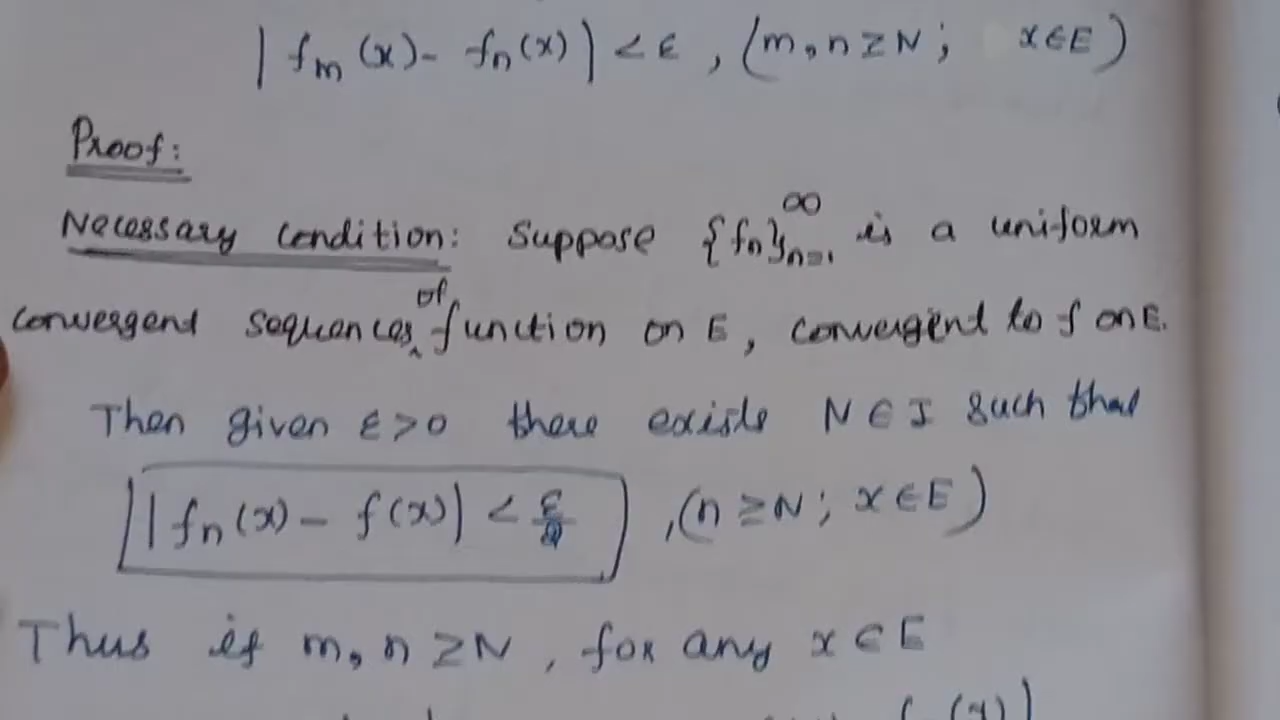 |fm(x) - fn(x)| < ε, (m, n ≥ N; x ∈ E)
Proof:
Necessary condition: Suppose {fn}∞n=1 is a uniform
convergent sequences of function on E, convergent to f on E.
Then given ε > 0 there exists N ∈ I such that
|fn(x) - f(x)| < ε/2, (n ≥ N; x ∈ E)
Thus if m, n ≥ N, for any x ∈ E